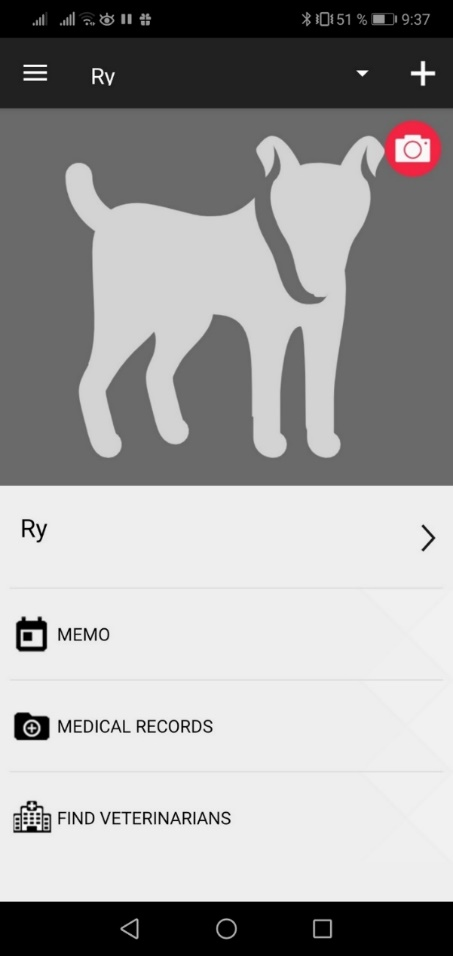 51 % 9:37
Ry
Ry
MEMO
MEDICAL RECORDS
FIND VETERINARIANS